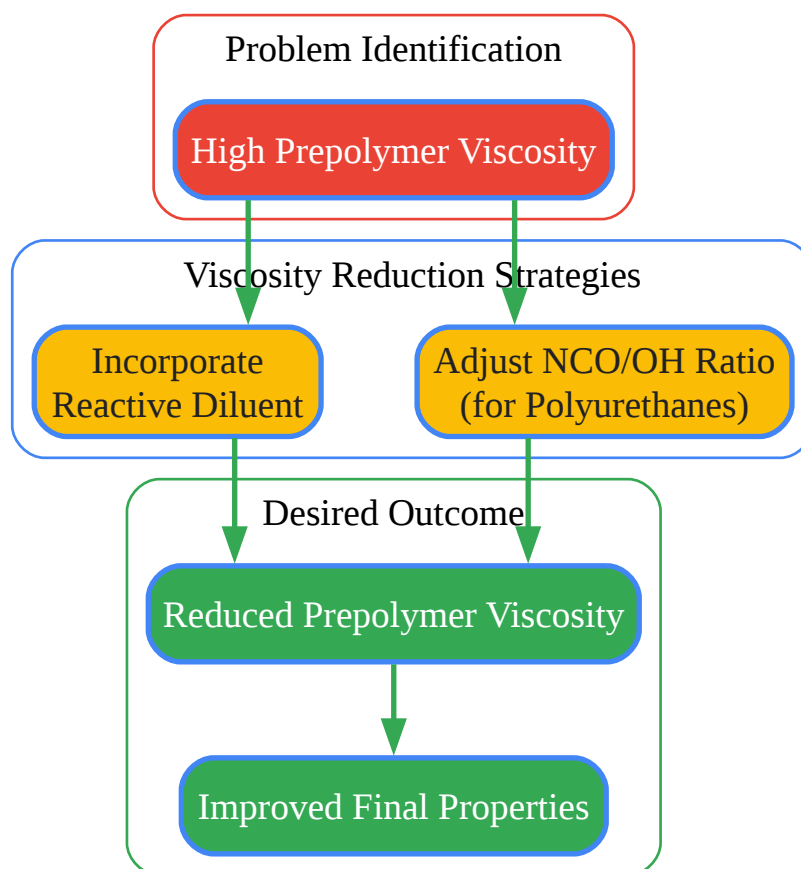 Problem Identification
High Prepolymer Viscosity
Viscosity Reduction Strategies
Incorporate
Reactive Diluent
Adjust NCO/OH Ratio
(for Polyurethanes)
Desired Outcome
Reduced Prepolymer Viscosity
Improved Final Properties